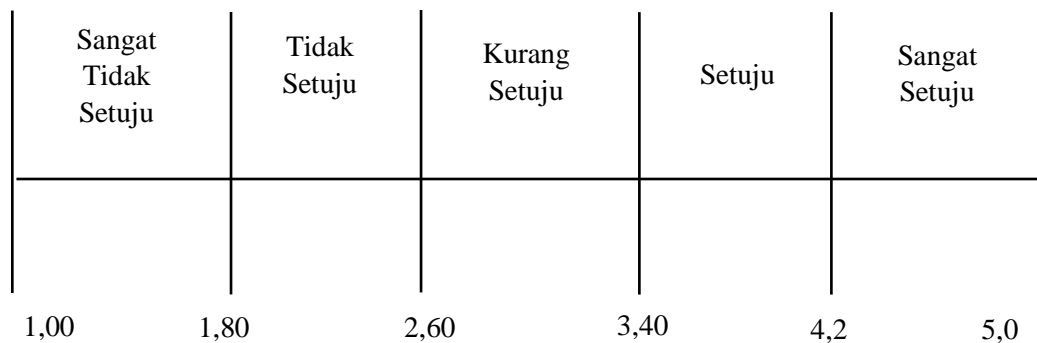 Sangat
Tidak
Setuju
Tidak
Setuju
Kurang
Setuju
Setuju
Sangat
Setuju
1,00 1,80 2,60 3,40 4,2 5,0